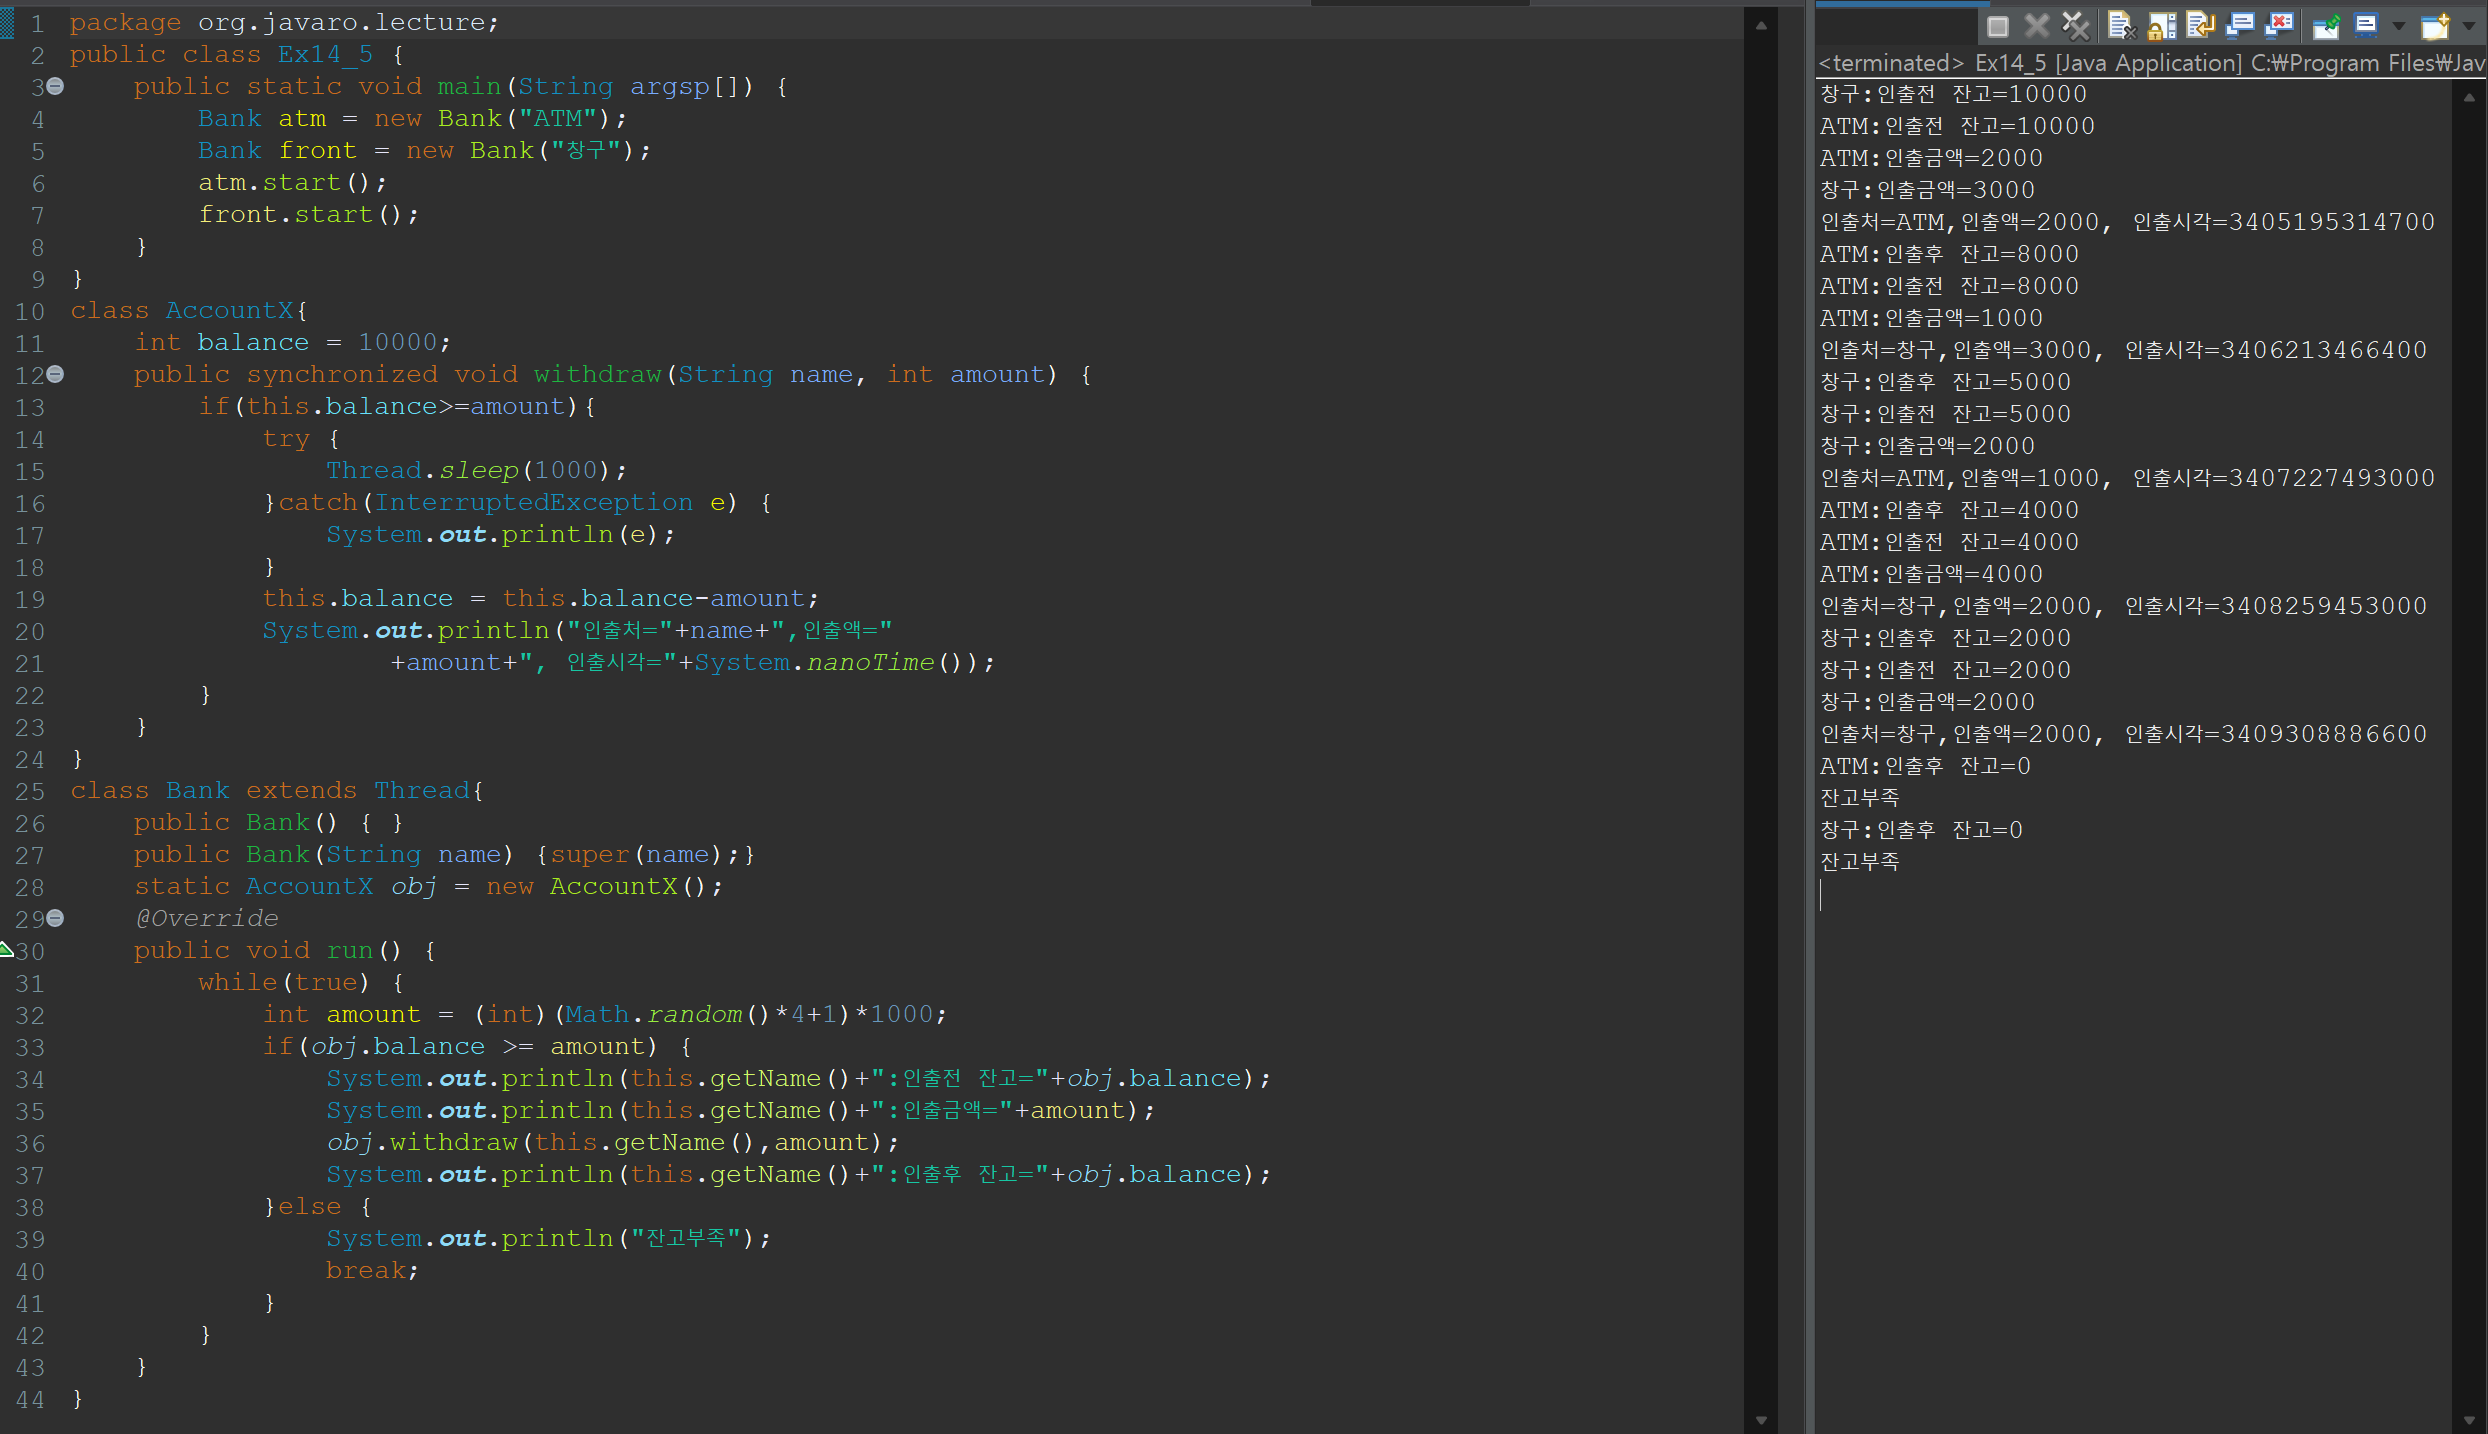 1 package org.javaro.lecture;
2 public class Ex14_5 {
3     public static void main(String argsp[]) {
4         Bank atm = new Bank("ATM");
5         Bank front = new Bank("창구");
6         atm.start();
7         front.start();
8     }
9 }
10 class AccountX{
11     int balance = 10000;
12     public synchronized void withdraw(String name, int amount) {
13         if(this.balance>=amount){
14             try {
15                 Thread.sleep(1000);
16             }catch(InterruptedException e) {
17                 System.out.println(e);
18             }
19             this.balance = this.balance-amount;
20             System.out.println("인출처="+name+",인출액="
21                     +amount+", 인출시각="+System.nanoTime());
22         }
23     }
24 }
25 class Bank extends Thread{
26     public Bank() { }
27     public Bank(String name) {super(name);}
28     static AccountX obj = new AccountX();
29     @Override
30     public void run() {
31         while(true) {
32             int amount = (int)(Math.random()*4+1)*1000;
33             if(obj.balance >= amount) {
34                 System.out.println(this.getName()+":인출전 잔고="+obj.balance);
35                 System.out.println(this.getName()+":인출금액="+amount);
36                 obj.withdraw(this.getName(),amount);
37                 System.out.println(this.getName()+":인출후 잔고="+obj.balance);
38             }else {
39                 System.out.println("잔고부족");
40                 break;
41             }
42         }
43     }
44 }
<terminated> Ex14_5 [Java Application] C:₩Program Files₩Jav
창구:인출전 잔고=10000
ATM:인출전 잔고=10000
ATM:인출금액=2000
창구:인출금액=3000
인출처=ATM,인출액=2000, 인출시각=3405195314700
ATM:인출후 잔고=8000
ATM:인출전 잔고=8000
ATM:인출금액=1000
인출처=창구,인출액=3000, 인출시각=3406213466400
창구:인출후 잔고=5000
창구:인출전 잔고=5000
창구:인출금액=2000
인출처=ATM,인출액=1000, 인출시각=3407227493000
ATM:인출후 잔고=4000
ATM:인출전 잔고=4000
ATM:인출금액=4000
인출처=창구,인출액=2000, 인출시각=3408259453000
창구:인출후 잔고=2000
창구:인출전 잔고=2000
창구:인출금액=2000
인출처=창구,인출액=2000, 인출시각=3409308886600
ATM:인출후 잔고=0
잔고부족
창구:인출후 잔고=0
잔고부족